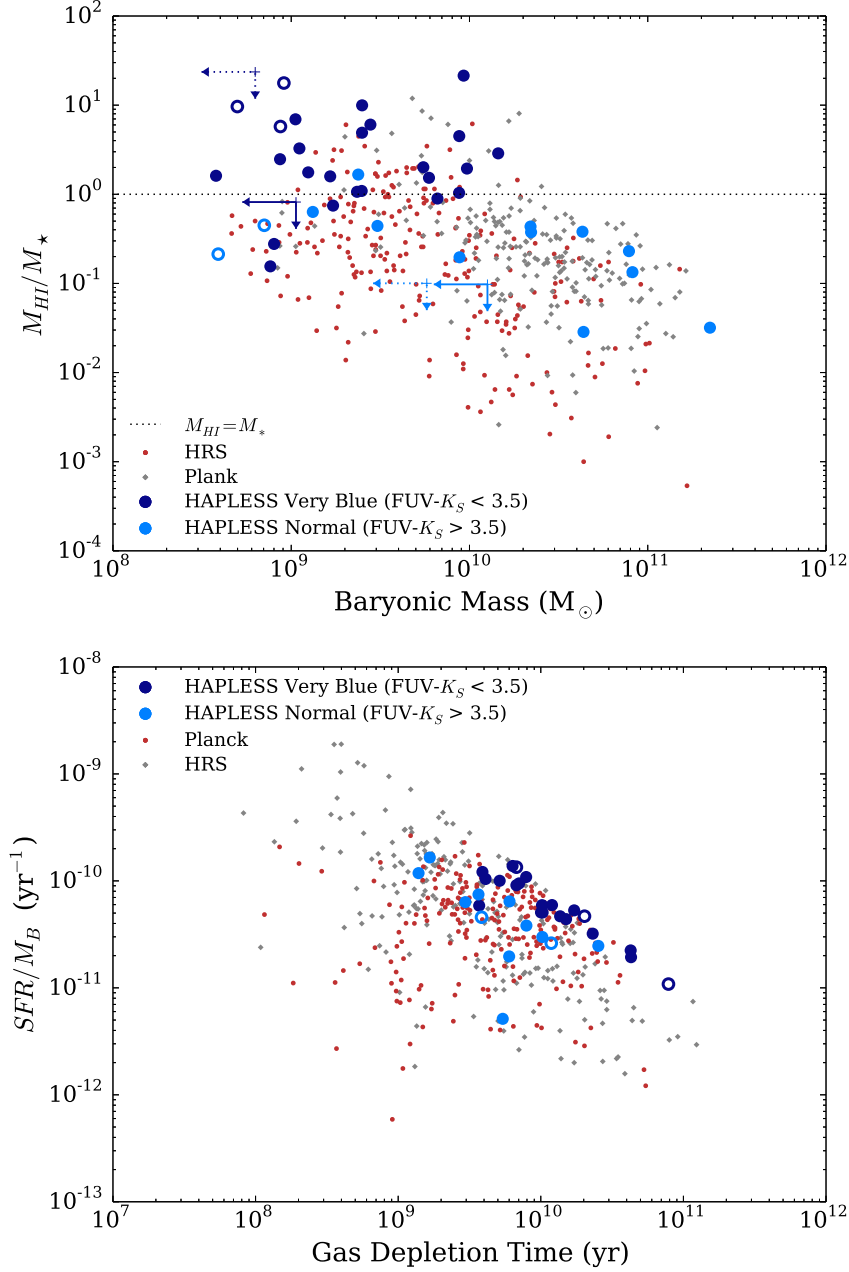 10^2
10^1
10^0
10^-1
10^-2
10^-3
10^-4
M_HI/M_⋆
M_HI=M_*
HRS
Plank
HAPLESS Very Blue (FUV-K_S < 3.5)
HAPLESS Normal (FUV-K_S > 3.5)
10^8 10^9 10^10 10^11 10^12
Baryonic Mass (M_⊙)
10^-8
10^-9
10^-10
10^-11
10^-12
10^-13
SFR/M_B (yr^−1)
HAPLESS Very Blue (FUV-K_S < 3.5)
HAPLESS Normal (FUV-K_S > 3.5)
Planck
HRS
10^7 10^8 10^9 10^10 10^11 10^12
Gas Depletion Time (yr)